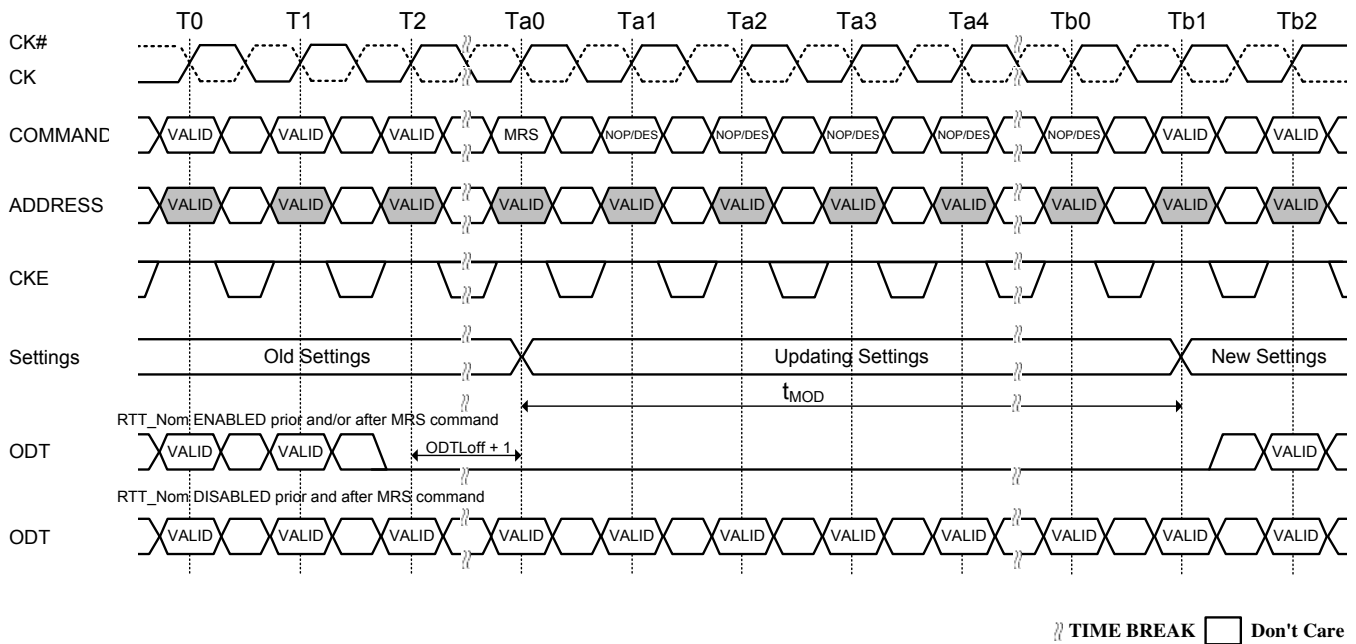 T0 T1 T2 Ta0 Ta1 Ta2 Ta3 Ta4 Tb0 Tb1 Tb2
CK#
CK
COMMAND VALID VALID VALID MRS NOP/DES NOP/DES NOP/DES NOP/DES NOP/DES VALID VALID
ADDRESS VALID VALID VALID VALID VALID VALID VALID VALID VALID VALID VALID
CKE
Settings Old Settings Updating Settings New Settings
tMOD
RTT_Nom ENABLED prior and/or after MRS command
ODT VALID VALID ODTLoff + 1 VALID
RTT_Nom DISABLED prior and after MRS command
ODT VALID VALID VALID VALID VALID VALID VALID VALID VALID VALID VALID
TIME BREAK Don't Care